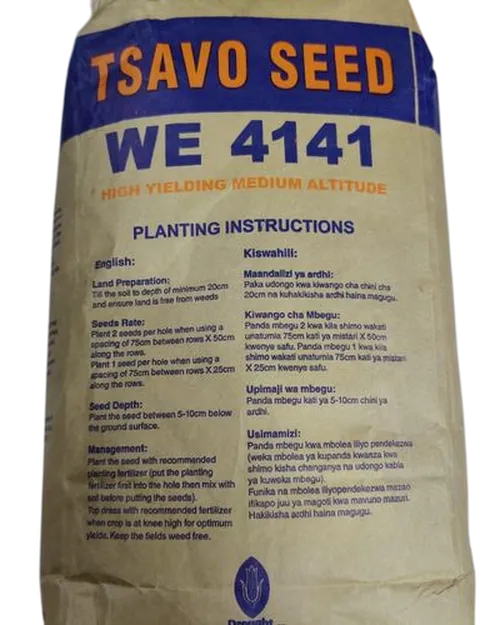 TSAVO SEED
WE 4141
HIGH YIELDING MEDIUM ALTITUDE
PLANTING INSTRUCTIONS
English:
Land Preparation:
Till the soil to depth of minimum 20cm
and ensure land is free from weeds
Seeds Rate:
Plant 2 seeds per hole when using a
spacing of 75cm between rows X 50cm
along the rows.
Plant 1 seed per hole when using a
spacing of 75cm between rows X 25cm
along the rows.
Seed Depth:
Plant the seed between 5-10cm below
the ground surface.
Management:
Plant the seed with recommended
planting fertilizer (put the planting
fertilizer first into the hole then mix with
soil before putting the seeds).
Top dress with recommended fertilizer
when crop is at knee high for optimum
yields. Keep the fields weed free.
Kiswahili:
Maandalizi ya ardhi:
Paka udongo kwa kiwango cha chini cha
20cm na kuhakikisha ardhi haina magugu.
Kiwango cha Mbegu:
Panda mbegu 2 kwa kila shimo wakati
unatumia 75cm kati ya mistari X 50cm
kwenye safu. Panda mbegu 1 kwa kila
shimo wakati unatumia 75cm kati ya mistari
X 25cm kwenye safu.
Upimaji wa mbegu:
Panda mbegu kati ya 5-10cm chini ya
ardhi.
Usimamizi:
Panda mbegu kwa mbolea iliyo pendekezwa
(weka mbolea ya kupanda kwanza kwa
shimo kisha chenganya na udongo kabla
ya kuweka mbegu).
Funika na mbolea iliyopendekezwa mazao
ifikapo juu ya magoti kwa mavuno mazuri.
Hakikisha ardhi haina magugu.
Drought